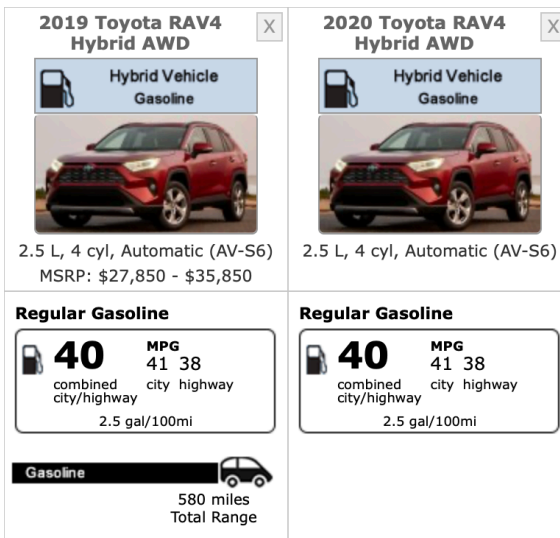 2019 Toyota RAV4
Hybrid AWD
X
Hybrid Vehicle
Gasoline
2.5 L, 4 cyl, Automatic (AV-S6)
MSRP: $27,850 - $35,850
Regular Gasoline
40
combined
city/highway
MPG
41 38
city highway
2.5 gal/100mi
Gasoline
580 miles
Total Range
2020 Toyota RAV4
Hybrid AWD
X
Hybrid Vehicle
Gasoline
2.5 L, 4 cyl, Automatic (AV-S6)
Regular Gasoline
40
combined
city/highway
MPG
41 38
city highway
2.5 gal/100mi